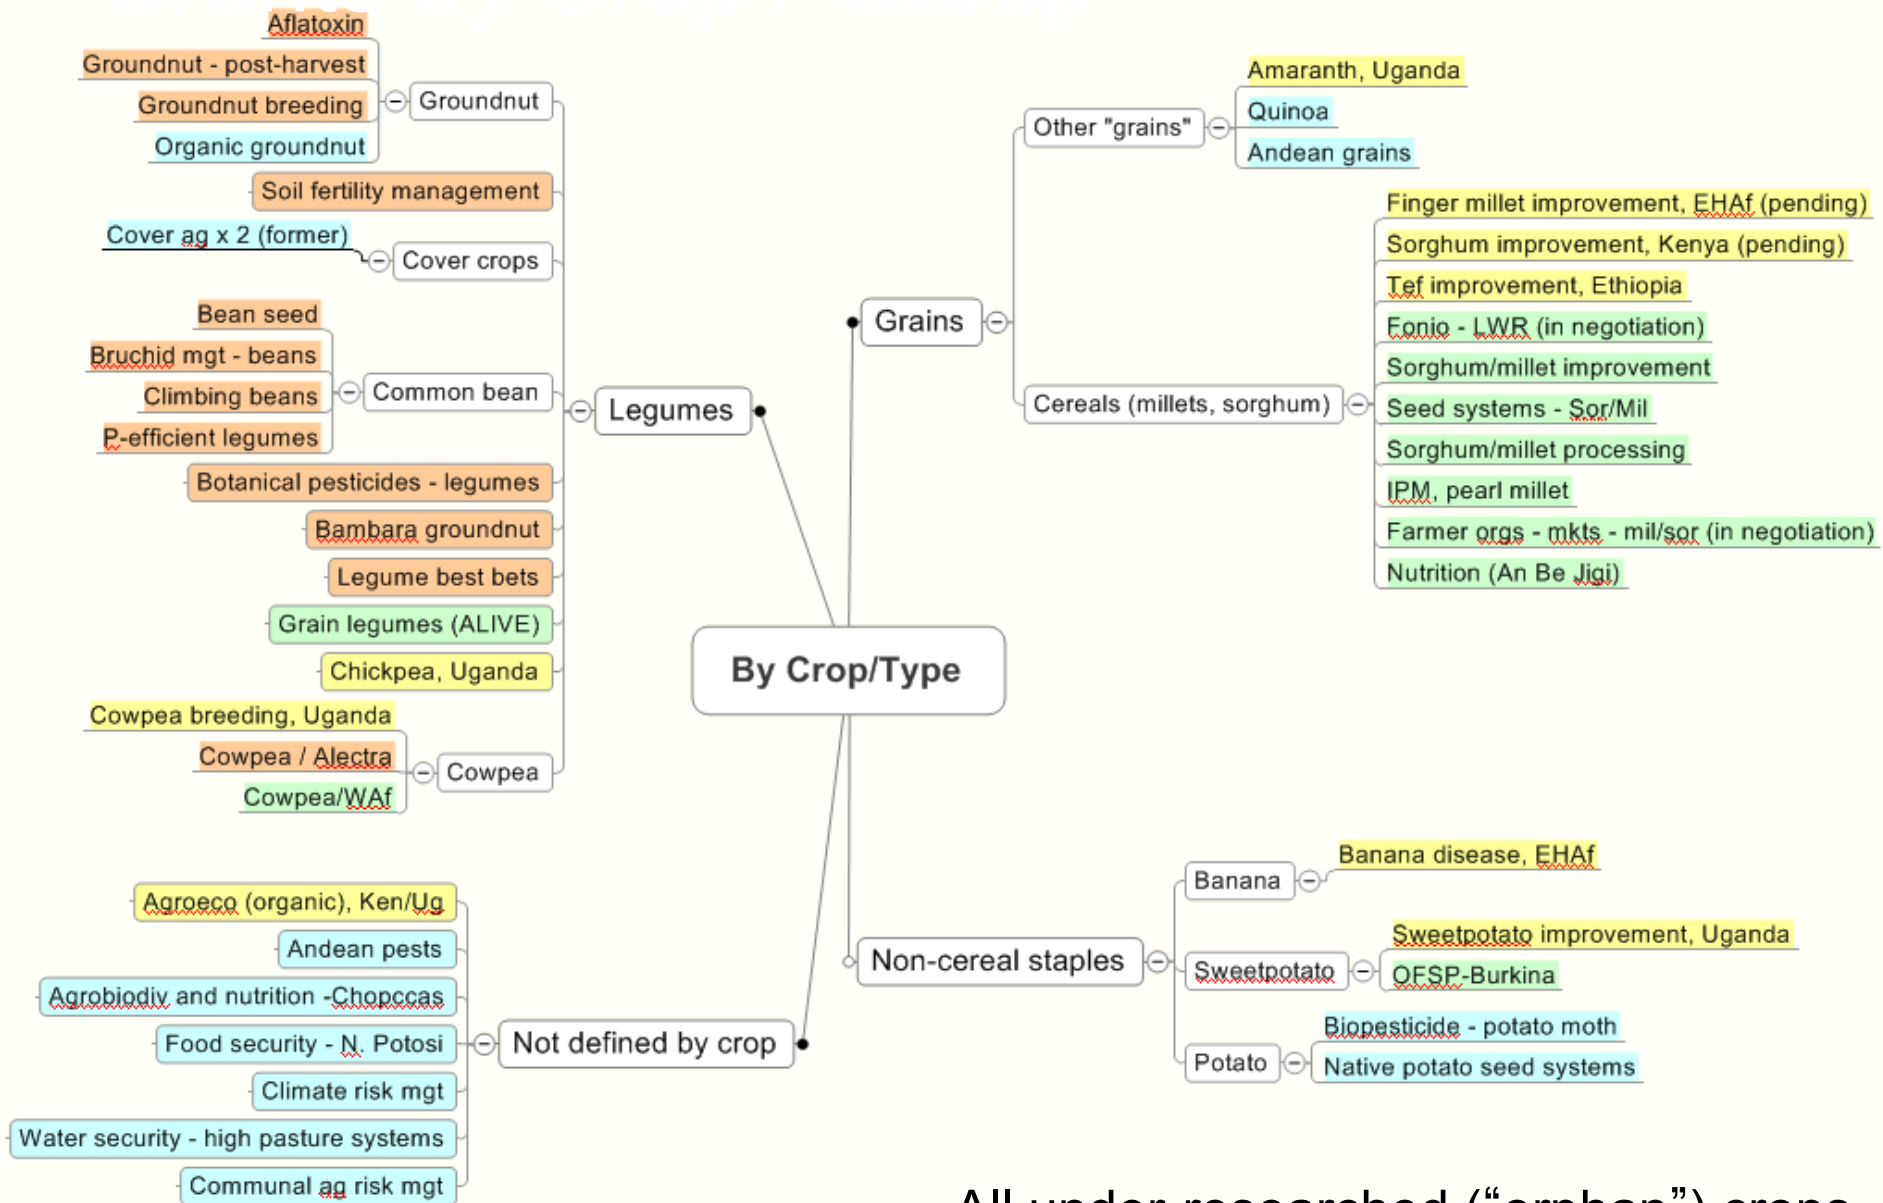 Aflatoxin
Groundnut - post-harvest
Groundnut breeding
Organic groundnut
Groundnut
Soil fertility management
Cover ag x 2 (former)
Cover crops
Bean seed
Bruchid mgt - beans
Climbing beans
P-efficient legumes
Common bean
Botanical pesticides - legumes
Bambara groundnut
Legume best bets
Grain legumes (ALIVE)
Chickpea, Uganda
Cowpea breeding, Uganda
Cowpea / Alectra
Cowpea/WAf
Cowpea
Legumes
Agroeco (organic), Ken/Ug
Andean pests
Agrobiodiv and nutrition -Chopccas
Food security - N. Potosi
Climate risk mgt
Water security - high pasture systems
Communal ag risk mgt
Not defined by crop
By Crop/Type
Grains
Other "grains"
Amaranth, Uganda
Quinoa
Andean grains
Cereals (millets, sorghum)
Finger millet improvement, EHAf (pending)
Sorghum improvement, Kenya (pending)
Tef improvement, Ethiopia
Fonio - LWR (in negotiation)
Sorghum/millet improvement
Seed systems - Sor/Mil
Sorghum/millet processing
IPM, pearl millet
Farmer orgs - mkts - mil/sor (in negotiation)
Nutrition (An Be Jigi)
Non-cereal staples
Banana
Banana disease, EHAf
Sweetpotato
Sweetpotato improvement, Uganda
OFSP-Burkina
Potato
Biopesticide - potato moth
Native potato seed systems
All under-researched (“orphan”) crops